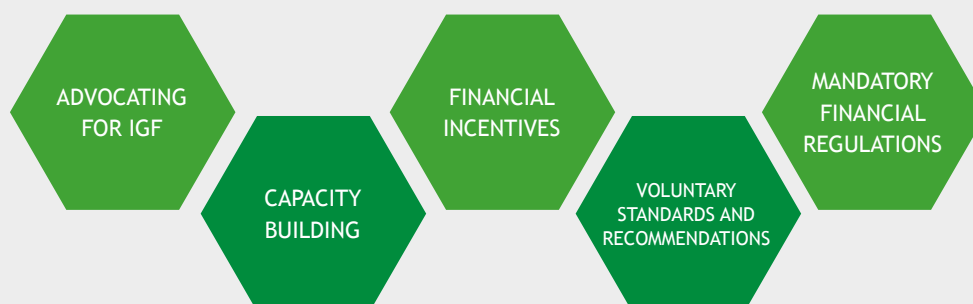 ADVOCATING
FOR IGF
CAPACITY
BUILDING
FINANCIAL
INCENTIVES
VOLUNTARY
STANDARDS AND
RECOMMENDATIONS
MANDATORY
FINANCIAL
REGULATIONS